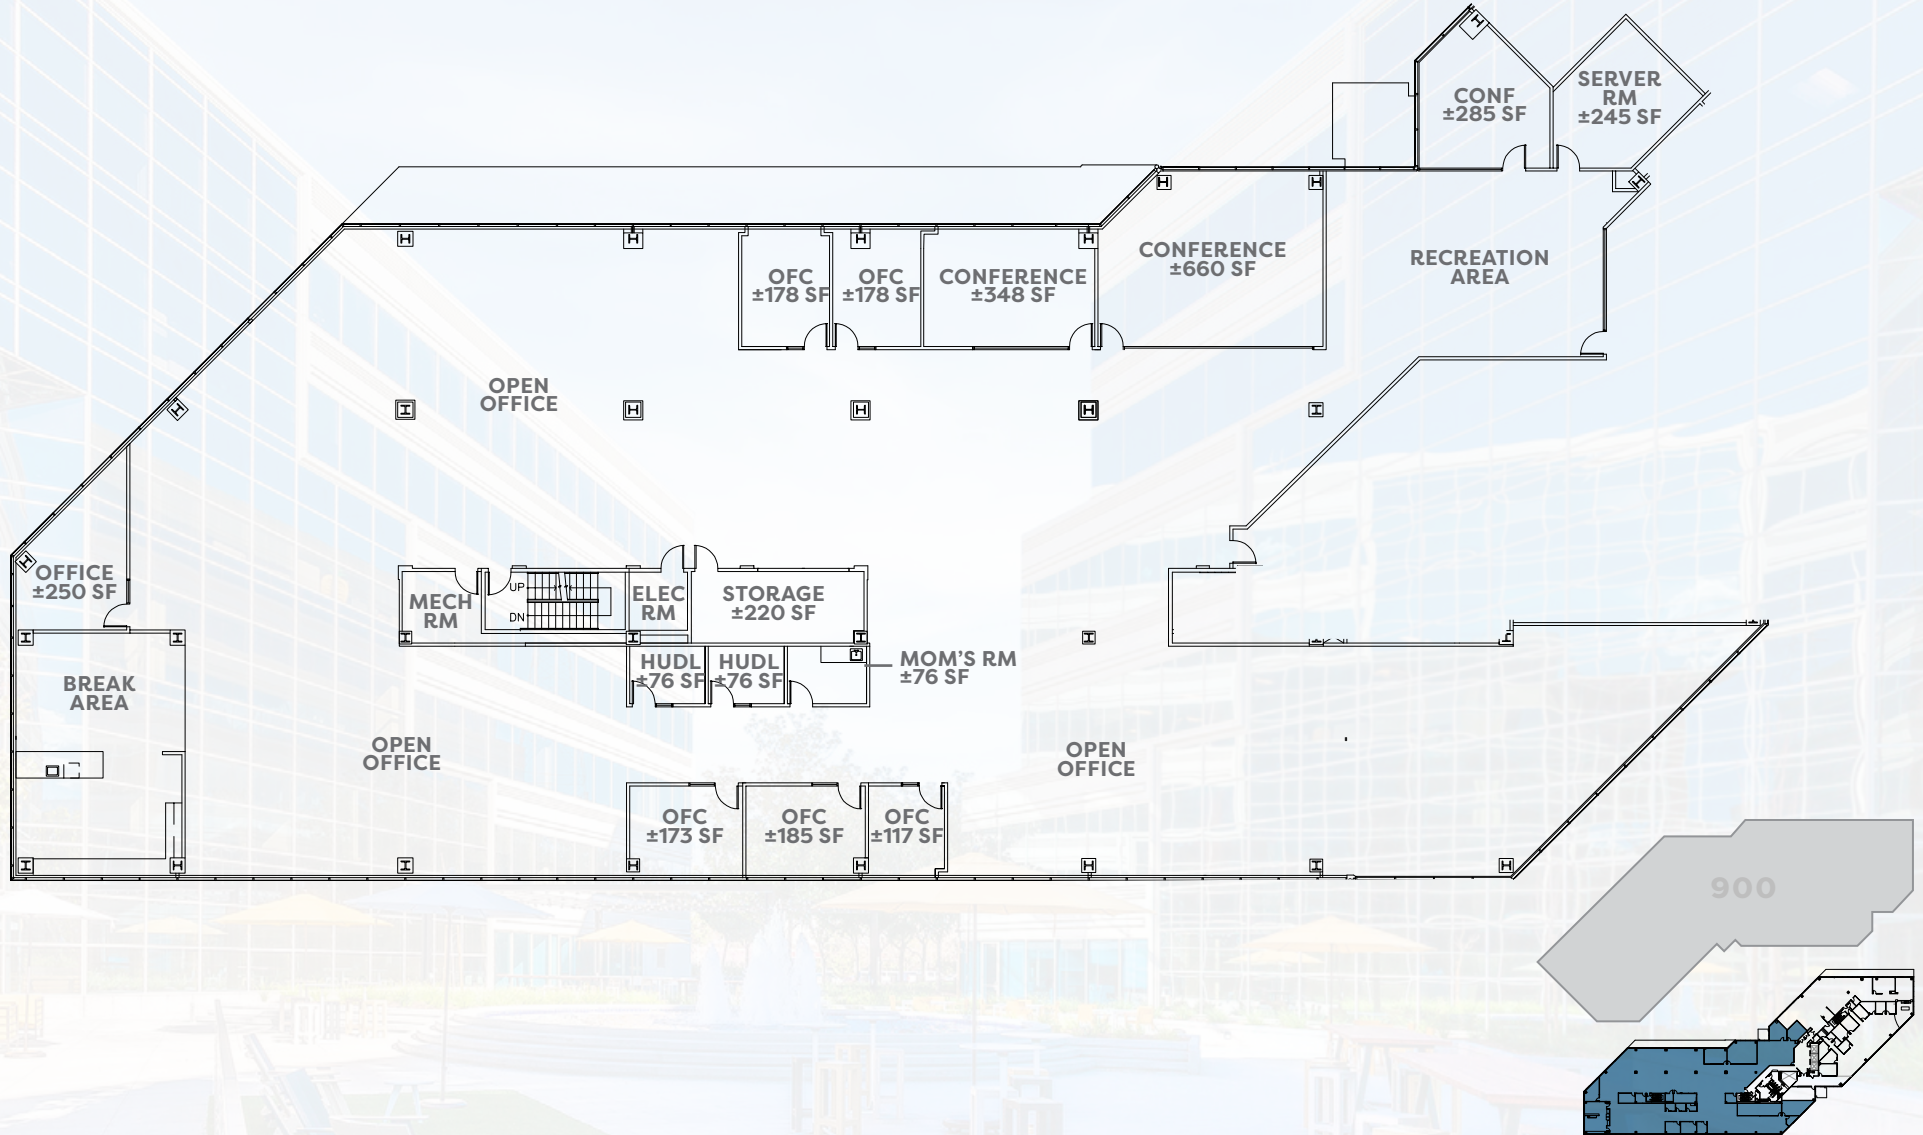 CONF
±285 SF
SERVER
RM
±245 SF
CONFERENCE
±660 SF
RECREATION
AREA
OFC
±178 SF
OFC
±178 SF
CONFERENCE
±348 SF
OPEN
OFFICE
OFFICE
±250 SF
MECH
RM
UP
DN
ELEC
RM
STORAGE
±220 SF
HUDL
±76 SF
HUDL
±76 SF
MOM'S RM
±76 SF
BREAK
AREA
OPEN
OFFICE
OPEN
OFFICE
OFC
±173 SF
OFC
±185 SF
OFC
±117 SF
900